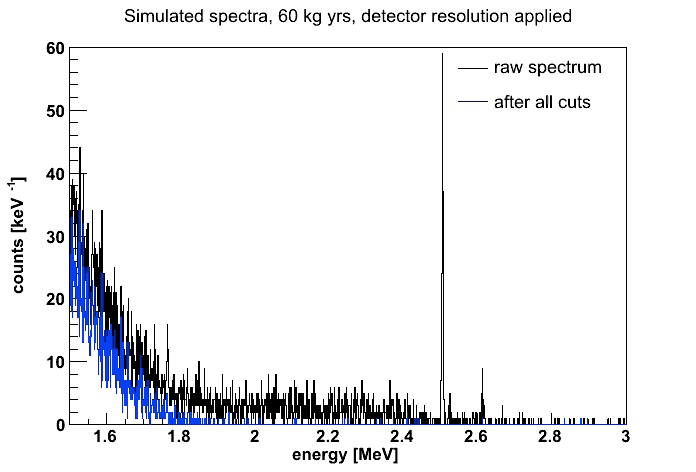 Simulated spectra, 60 kg yrs, detector resolution applied
60
50
40
30
20
10
0
counts [keV ⁻¹]
raw spectrum
after all cuts
1.6 1.8 2 2.2 2.4 2.6 2.8 3
energy [MeV]